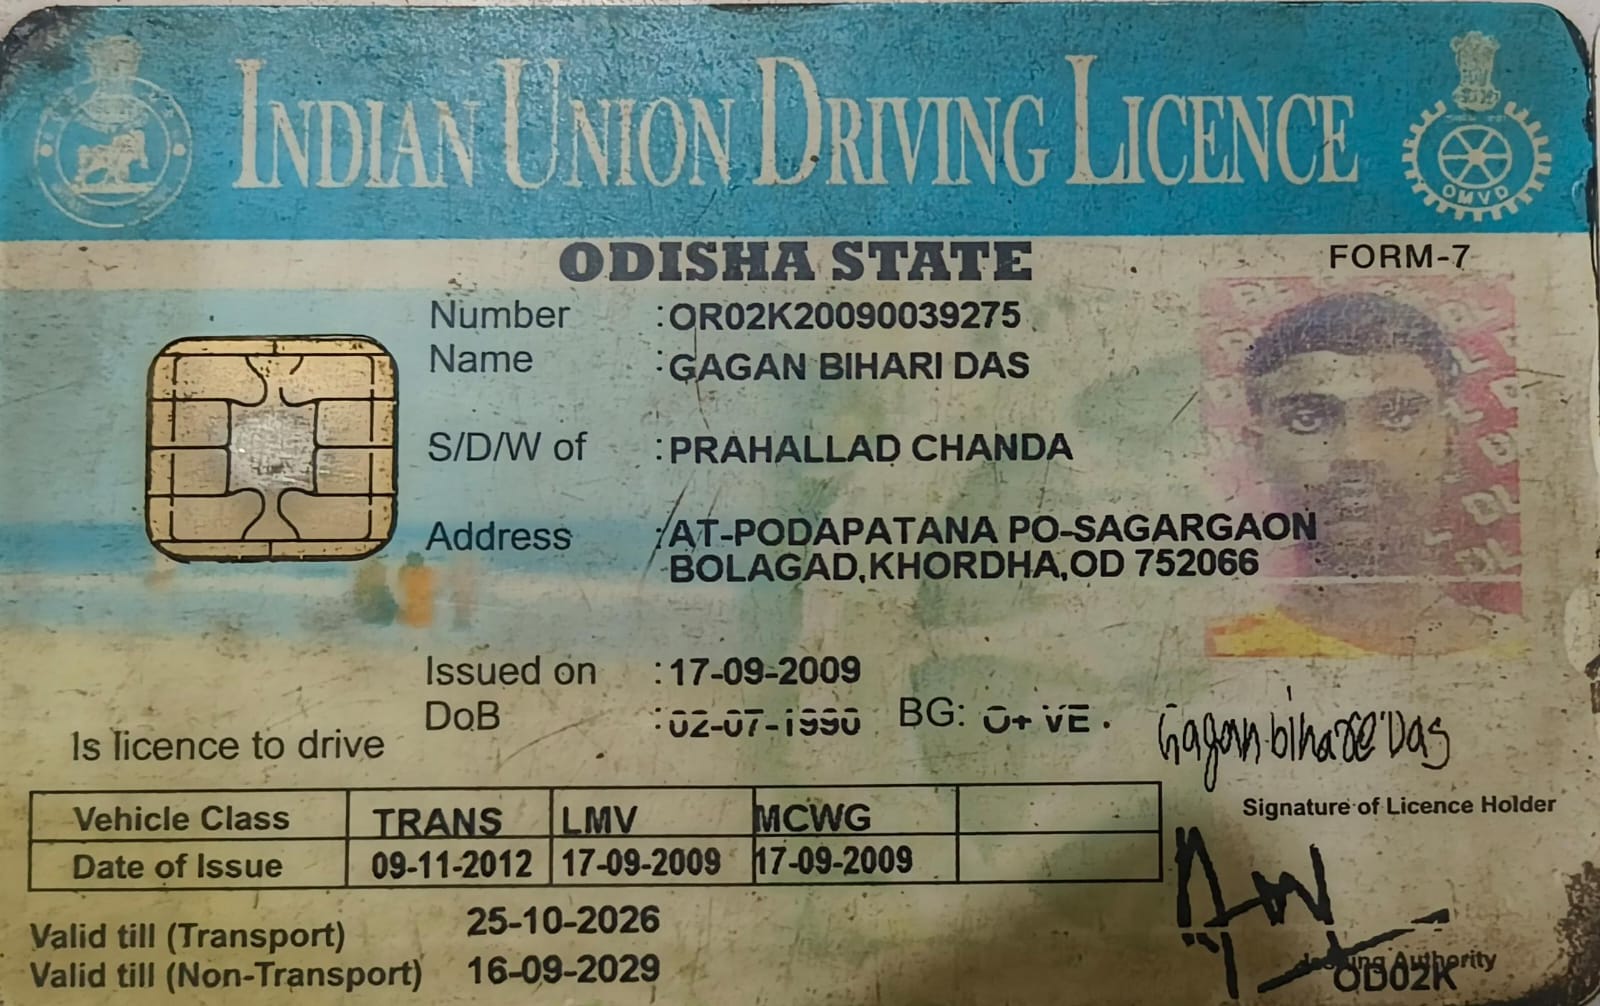 INDIAN UNION DRIVING LICENCE
OMVD
ODISHA STATE
FORM-7
Number :OR02K20090039275
Name :GAGAN BIHARI DAS
S/D/W of :PRAHALLAD CHANDA
Address :AT-PODAPATANA PO-SAGARGAON
BOLAGAD,KHORDHA,OD 752066
Issued on :17-09-2009
DoB :02-07-1990 BG: O+ VE
Is licence to drive
Gagan bihari Das
Signature of Licence Holder
Vehicle Class TRANS LMV MCWG
Date of Issue 09-11-2012 17-09-2009 17-09-2009
Valid till (Transport) 25-10-2026
Valid till (Non-Transport) 16-09-2029
Issuing Authority
OD02K